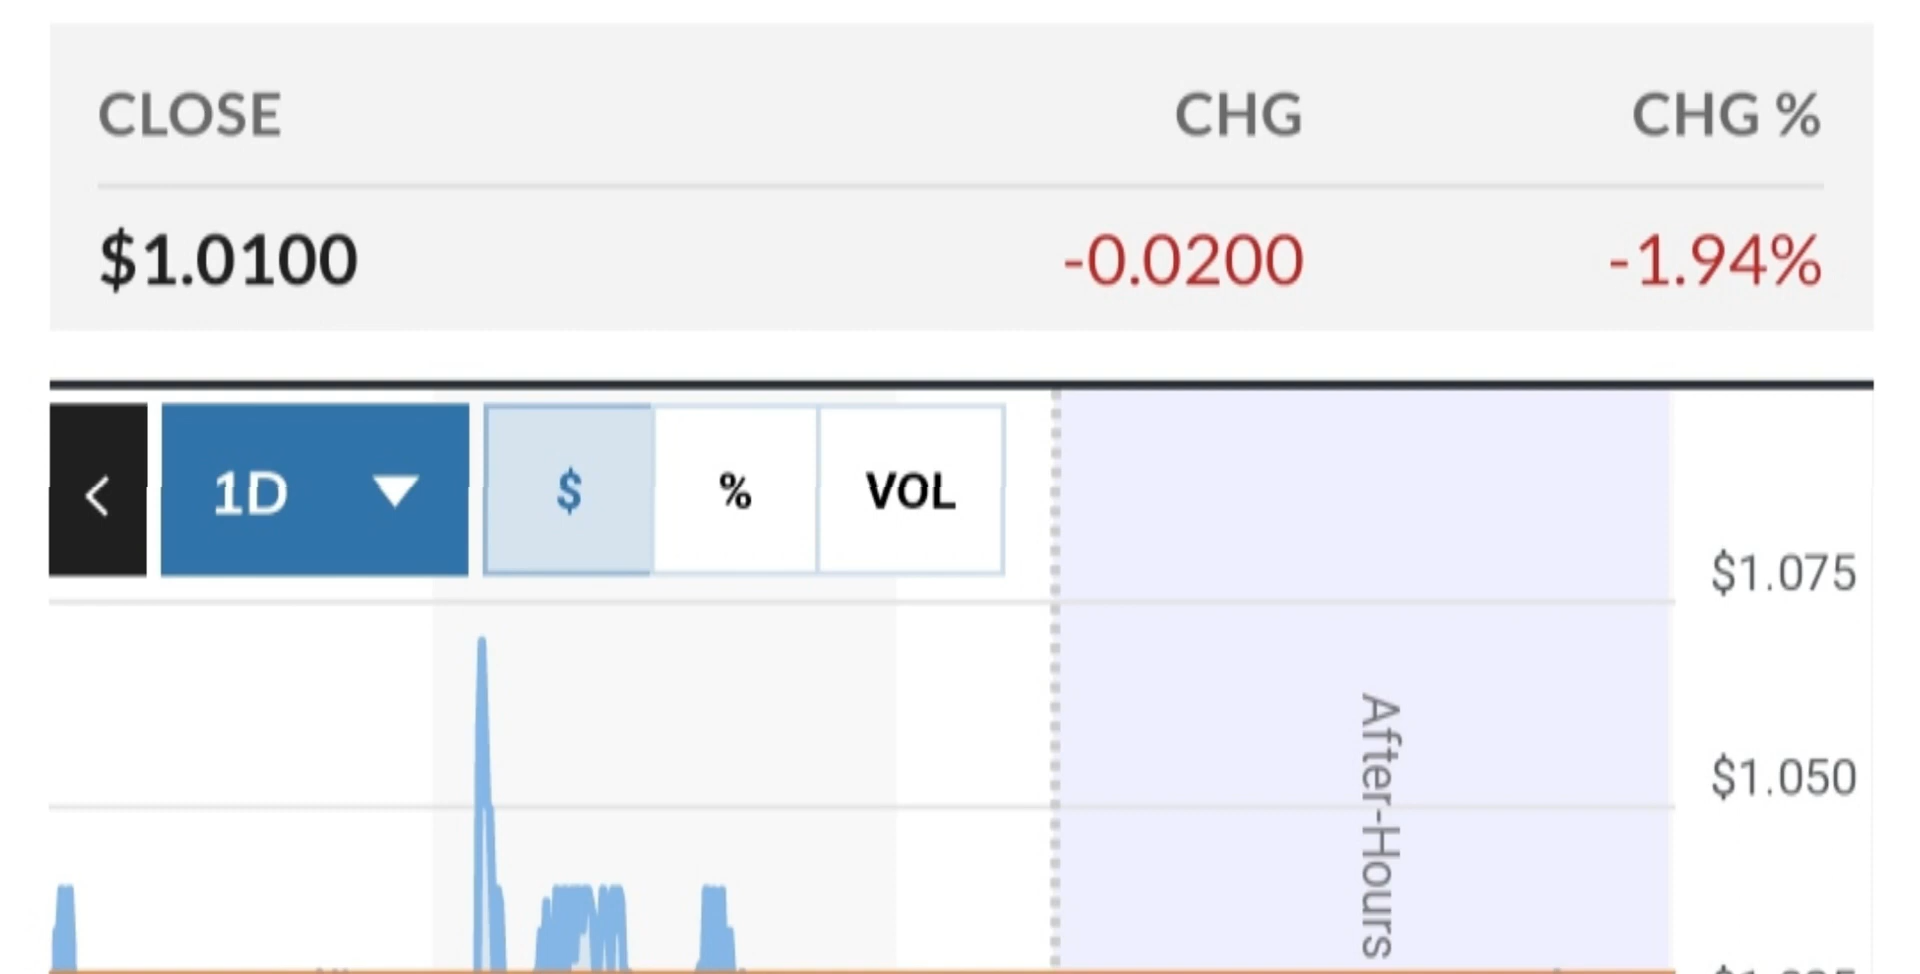 CLOSE CHG CHG %
$1.0100 -0.0200 -1.94%
1D $ % VOL
$1.075
$1.050
After-Hours